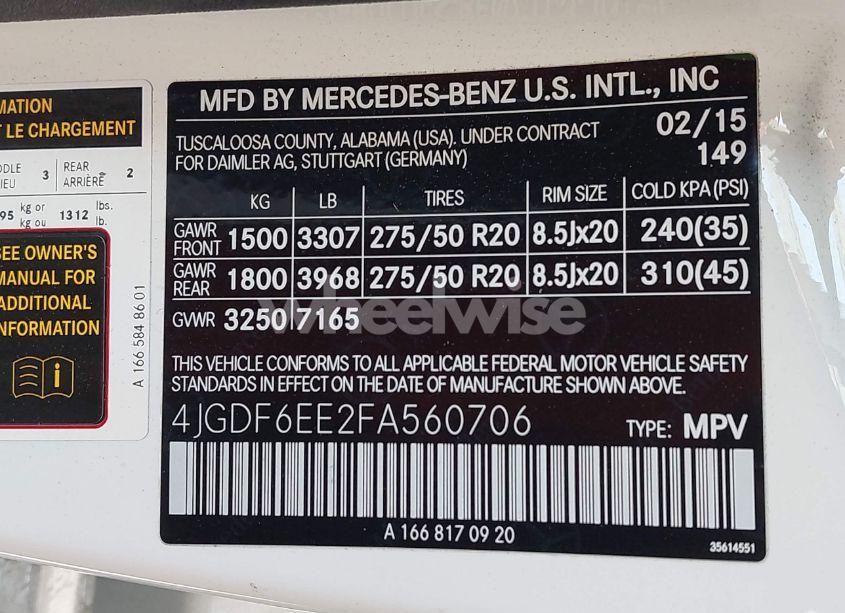 MATION
T LE CHARGEMENT
DDLE 3 REAR 2
IEU ARRIÈRE
95 kg or 1312 lbs.
kg ou lb.
SEE OWNER'S
MANUAL FOR
ADDITIONAL
INFORMATION
A 166 584 86 01
MFD BY MERCEDES-BENZ U.S. INTL., INC
TUSCALOOSA COUNTY, ALABAMA (USA). UNDER CONTRACT 02/15
FOR DAIMLER AG, STUTTGART (GERMANY) 149
KG LB TIRES RIM SIZE COLD KPA (PSI)
GAWR FRONT 1500 3307 275/50 R20 8.5Jx20 240(35)
GAWR REAR 1800 3968 275/50 R20 8.5Jx20 310(45)
GVWR 3250 7165
wheelwise
THIS VEHICLE CONFORMS TO ALL APPLICABLE FEDERAL MOTOR VEHICLE SAFETY
STANDARDS IN EFFECT ON THE DATE OF MANUFACTURE SHOWN ABOVE.
4JGDF6EE2FA560706 TYPE: MPV
A 166 817 09 20
35614551